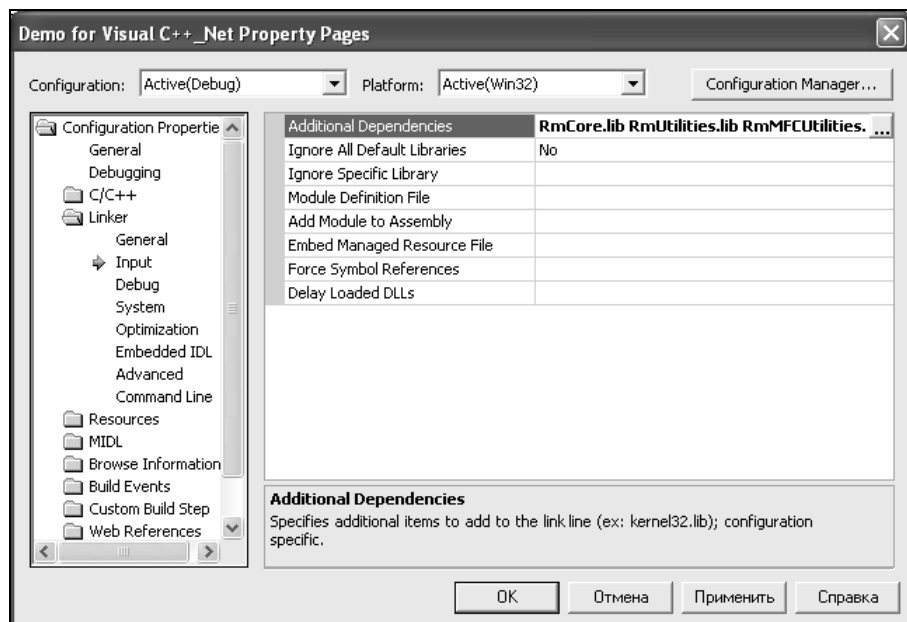 Demo for Visual C++_Net Property Pages
Configuration: Active(Debug) Platform: Active(Win32) Configuration Manager...
Configuration Propertie
General
Debugging
C/C++
Linker
General
Input
Debug
System
Optimization
Embedded IDL
Advanced
Command Line
Resources
MIDL
Browse Information
Build Events
Custom Build Step
Web References
Additional Dependencies RmCore.lib RmUtilities.lib RmMFCUtilities. ...
Ignore All Default Libraries No
Ignore Specific Library
Module Definition File
Add Module to Assembly
Embed Managed Resource File
Force Symbol References
Delay Loaded DLLs
Additional Dependencies
Specifies additional items to add to the link line (ex: kernel32.lib); configuration
specific.
OK Отмена Применить Справка